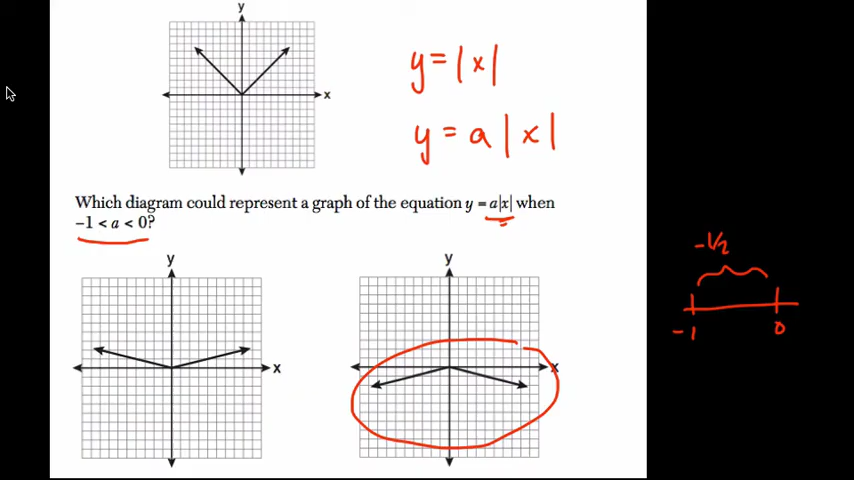 y
x
y = |x|
y = a|x|
Which diagram could represent a graph of the equation y = a|x| when
−1 < a < 0?
-1/2
-1 0
y
x
y
x